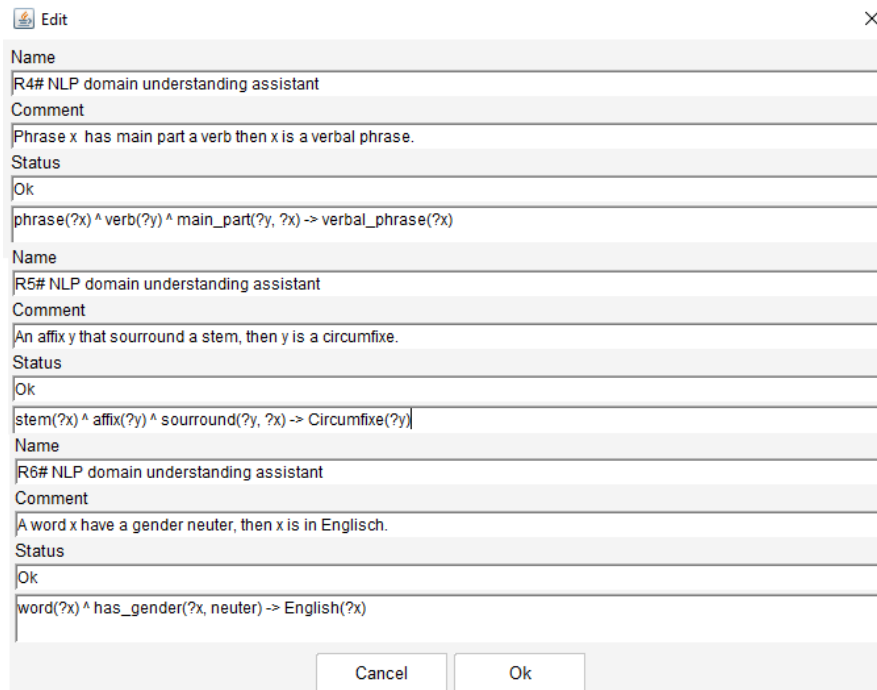 Edit
Name
R4# NLP domain understanding assistant
Comment
Phrase x  has main part a verb then x is a verbal phrase.
Status
Ok
phrase(?x) ^ verb(?y) ^ main_part(?y, ?x) -> verbal_phrase(?x)
Name
R5# NLP domain understanding assistant
Comment
An affix y that sourround a stem, then y is a circumfixe.
Status
Ok
stem(?x) ^ affix(?y) ^ sourround(?y, ?x) -> Circumfixe(?y)
Name
R6# NLP domain understanding assistant
Comment
A word x have a gender neuter, then x is in Englisch.
Status
Ok
word(?x) ^ has_gender(?x, neuter) -> English(?x)
Cancel Ok